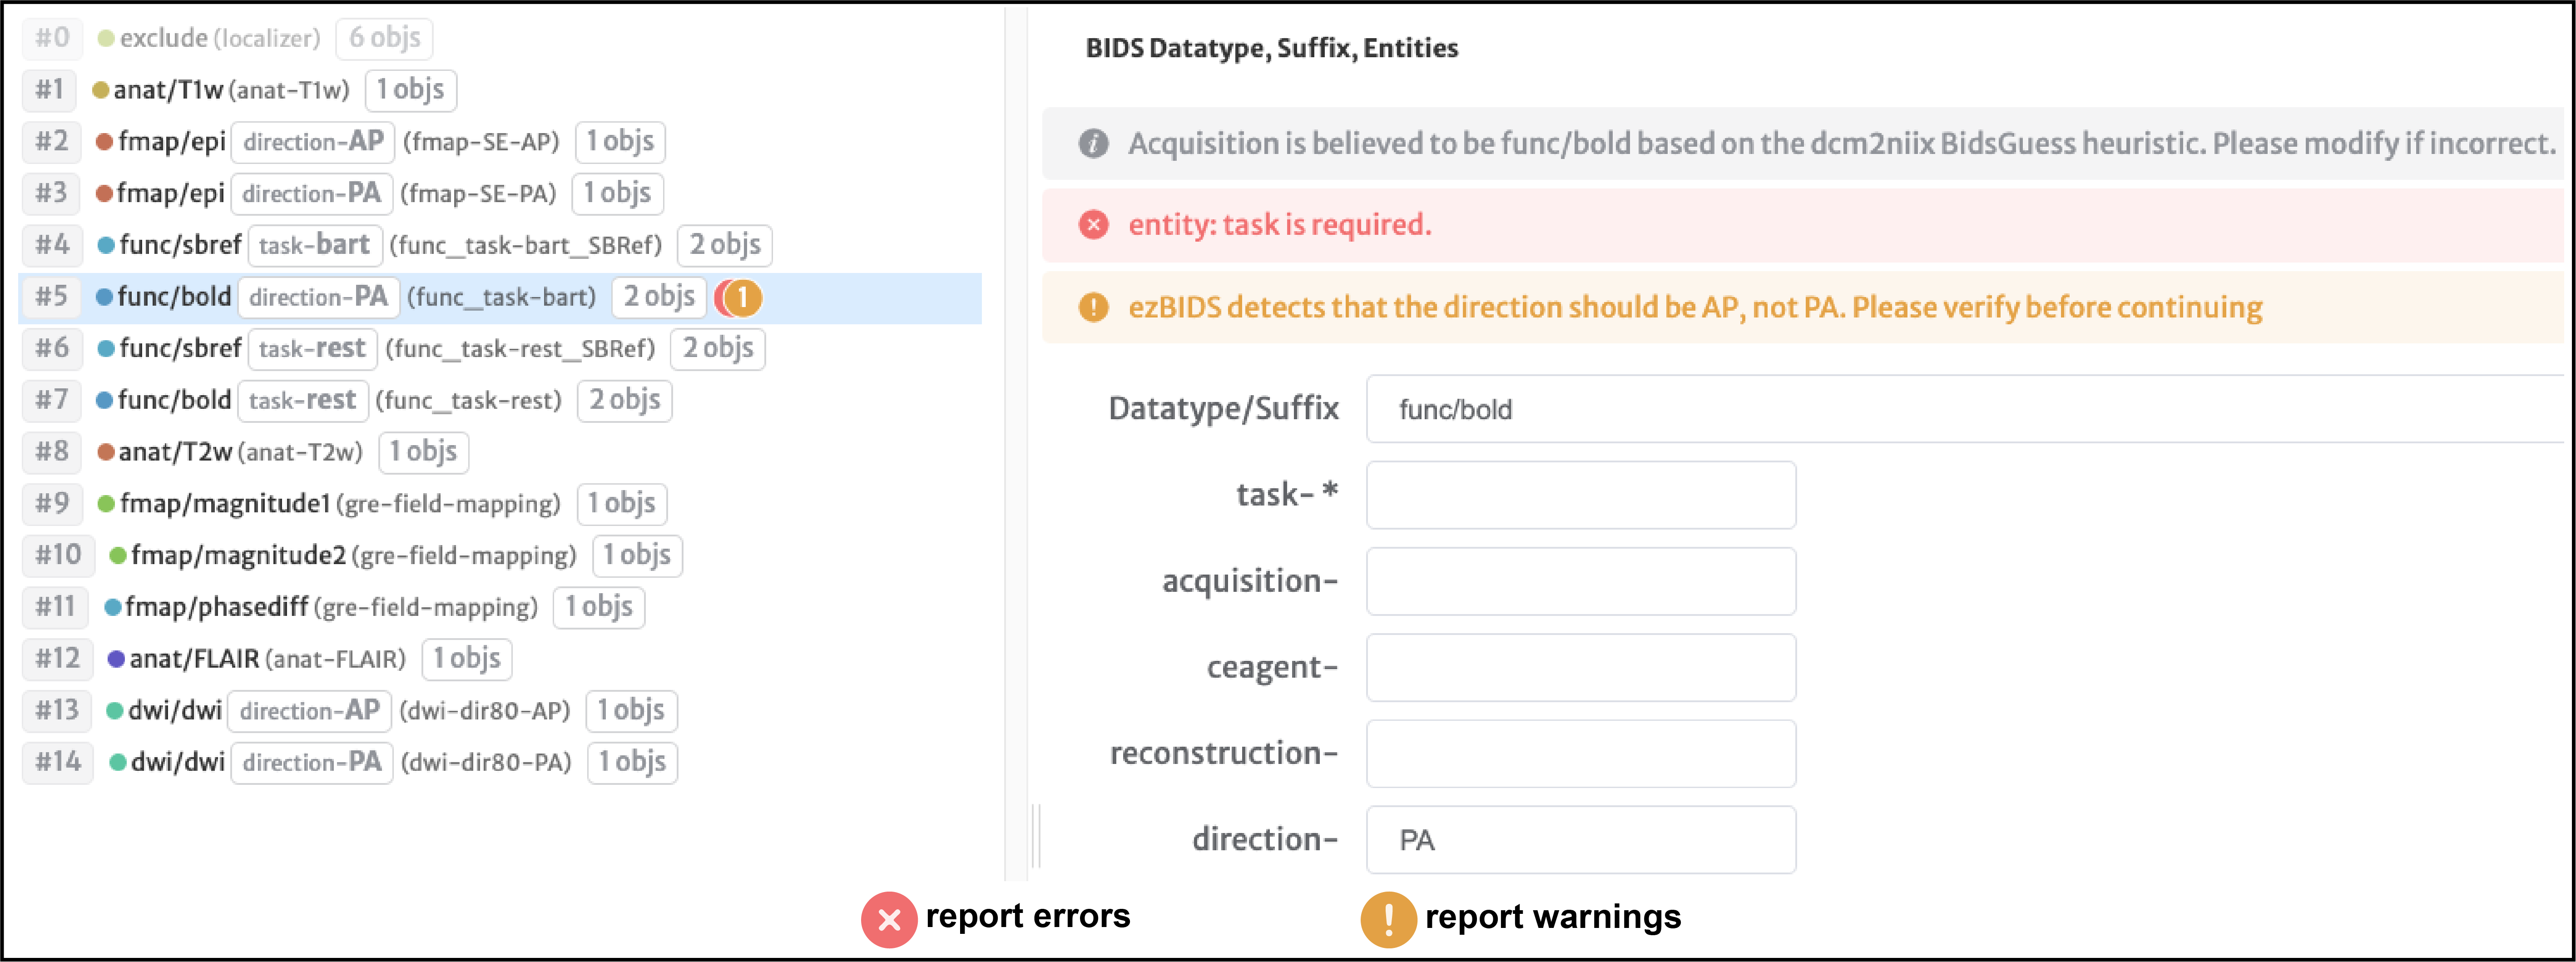 #0 exclude (localizer) 6 objs
#1 anat/T1w (anat-T1w) 1 objs
#2 fmap/epi direction-AP (fmap-SE-AP) 1 objs
#3 fmap/epi direction-PA (fmap-SE-PA) 1 objs
#4 func/sbref task-bart (func_task-bart_SBRef) 2 objs
#5 func/bold direction-PA (func_task-bart) 2 objs 1
#6 func/sbref task-rest (func_task-rest_SBRef) 2 objs
#7 func/bold task-rest (func_task-rest) 2 objs
#8 anat/T2w (anat-T2w) 1 objs
#9 fmap/magnitude1 (gre-field-mapping) 1 objs
#10 fmap/magnitude2 (gre-field-mapping) 1 objs
#11 fmap/phasediff (gre-field-mapping) 1 objs
#12 anat/FLAIR (anat-FLAIR) 1 objs
#13 dwi/dwi direction-AP (dwi-dir80-AP) 1 objs
#14 dwi/dwi direction-PA (dwi-dir80-PA) 1 objs
BIDS Datatype, Suffix, Entities
Acquisition is believed to be func/bold based on the dcm2niix BidsGuess heuristic. Please modify if incorrect.
entity: task is required.
ezBIDS detects that the direction should be AP, not PA. Please verify before continuing
Datatype/Suffix func/bold
task- *
acquisition-
ceagent-
reconstruction-
direction- PA
report errors
report warnings